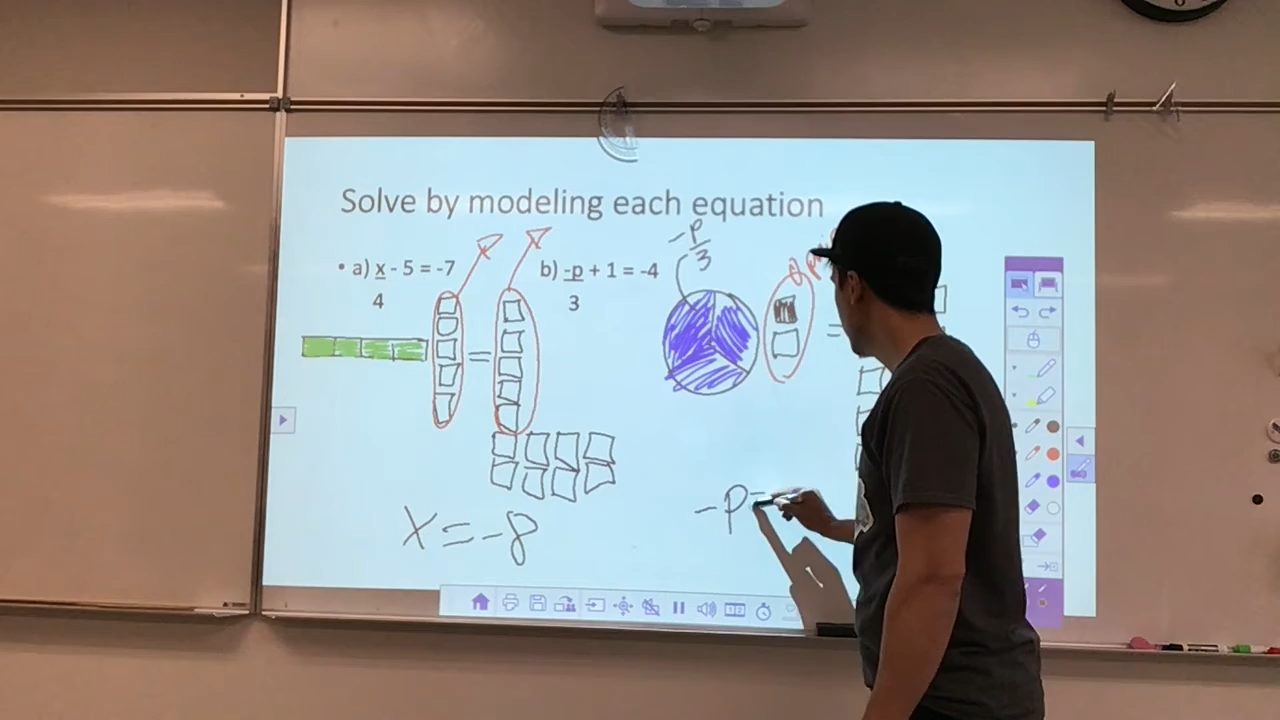 Solve by modeling each equation
• a) x - 5 = -7
4
b) -p + 1 = -4
3
-p
3
=
=
x = -8
-p =